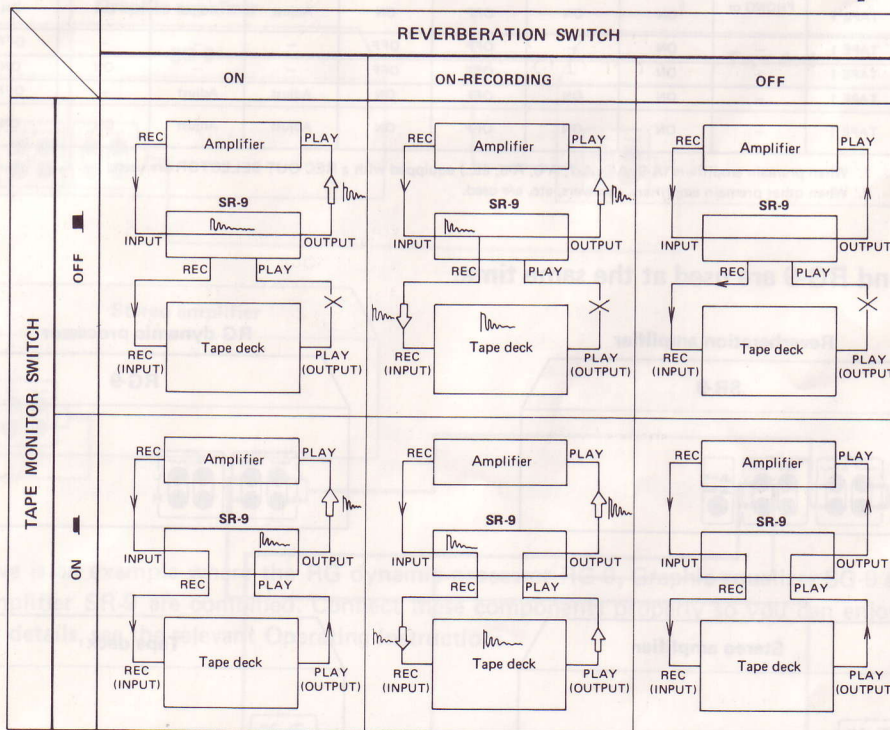 REVERBERATION SWITCH
ON
ON-RECORDING
OFF
TAPE MONITOR SWITCH
OFF
REC
Amplifier
PLAY
SR-9
INPUT
OUTPUT
REC
PLAY
REC
(INPUT)
Tape deck
PLAY
(OUTPUT)
REC
Amplifier
PLAY
SR-9
INPUT
OUTPUT
REC
PLAY
REC
(INPUT)
Tape deck
PLAY
(OUTPUT)
REC
Amplifier
PLAY
SR-9
INPUT
OUTPUT
REC
PLAY
REC
(INPUT)
Tape deck
PLAY
(OUTPUT)
ON
REC
Amplifier
PLAY
SR-9
INPUT
OUTPUT
REC
PLAY
REC
(INPUT)
Tape deck
PLAY
(OUTPUT)
REC
Amplifier
PLAY
SR-9
INPUT
OUTPUT
REC
PLAY
REC
(INPUT)
Tape deck
PLAY
(OUTPUT)
REC
Amplifier
PLAY
SR-9
INPUT
OUTPUT
REC
PLAY
REC
(INPUT)
Tape deck
PLAY
(OUTPUT)